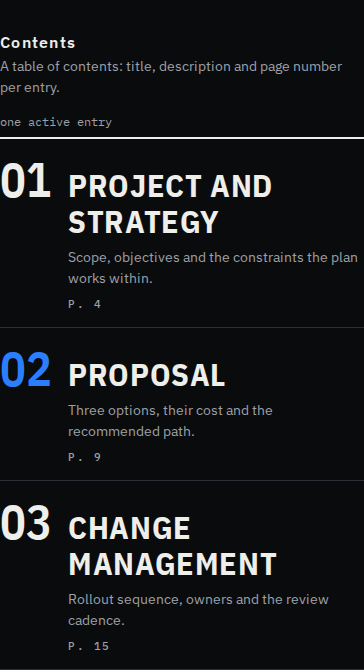 Contents
A table of contents: title, description and page number
per entry.
one active entry
01 PROJECT AND
STRATEGY
Scope, objectives and the constraints the plan
works within.
P. 4
02 PROPOSAL
Three options, their cost and the
recommended path.
P. 9
03 CHANGE
MANAGEMENT
Rollout sequence, owners and the review
cadence.
P. 15